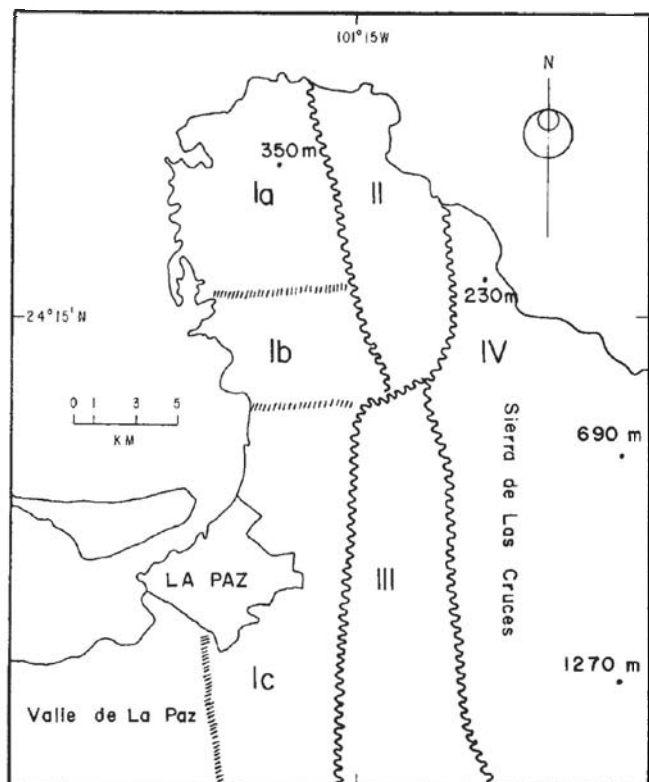 101° 15 W
N
350 m
Ia
II
230m
24°15' N
Ib
IV
0 1 3 5
KM
Sierra de Las Cruces
690 m
LA PAZ
III
1270 m
Ic
Valle de La Paz